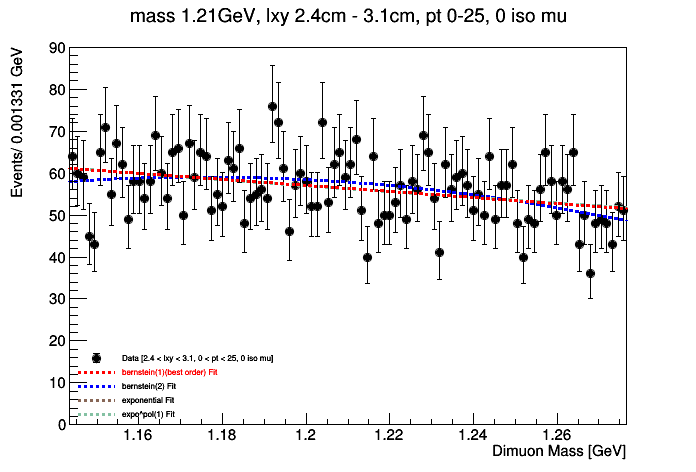 mass 1.21GeV, lxy 2.4cm - 3.1cm, pt 0-25, 0 iso mu
Events/ 0.001331 GeV
90
80
70
60
50
40
30
20
10
0
Data [2.4 < lxy < 3.1, 0 < pt < 25, 0 iso mu]
bernstein(1)(best order) Fit
bernstein(2) Fit
exponential Fit
expo*pol(1) Fit
1.16 1.18 1.2 1.22 1.24 1.26
Dimuon Mass [GeV]